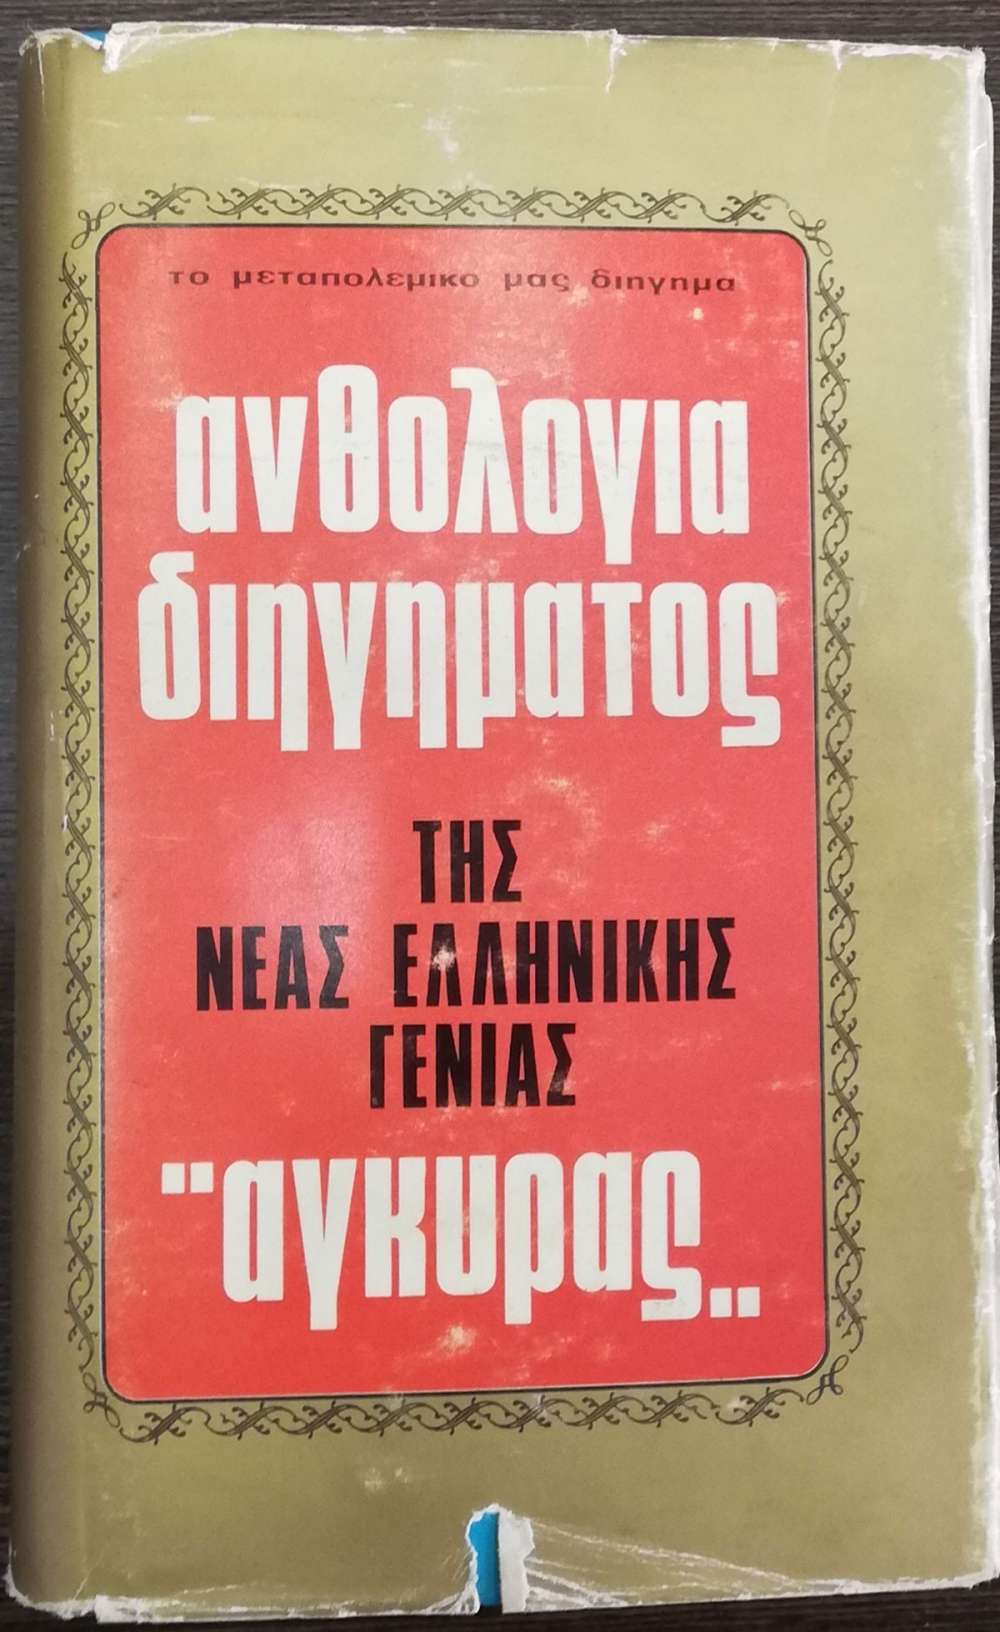 το μεταπολεμικο μας διηγημα
ανθολογια
διηγηματος
ΤΗΣ
ΝΕΑΣ ΕΛΛΗΝΙΚΗΣ
ΓΕΝΙΑΣ
"αγκυρας„